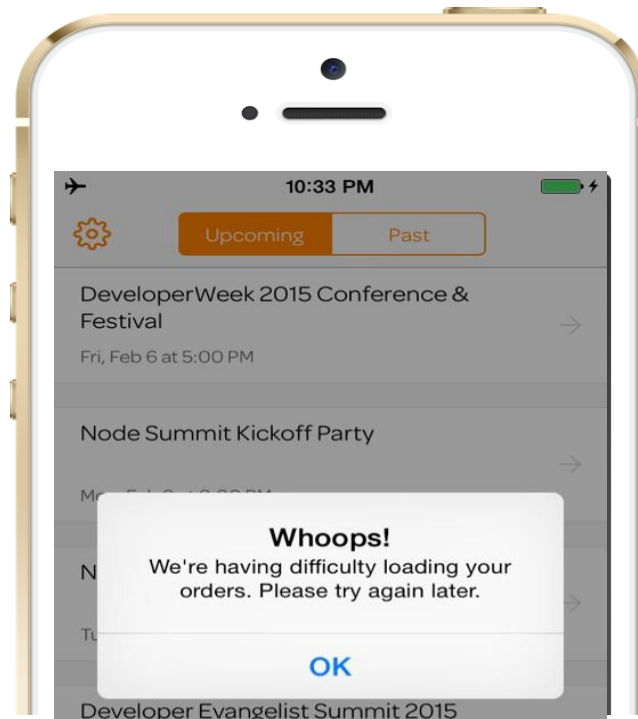 10:33 PM
Upcoming
Past
DeveloperWeek 2015 Conference &
Festival
Fri, Feb 6 at 5:00 PM
Node Summit Kickoff Party
Whoops!
We're having difficulty loading your
orders. Please try again later.
OK
Developer Evangelist Summit 2015